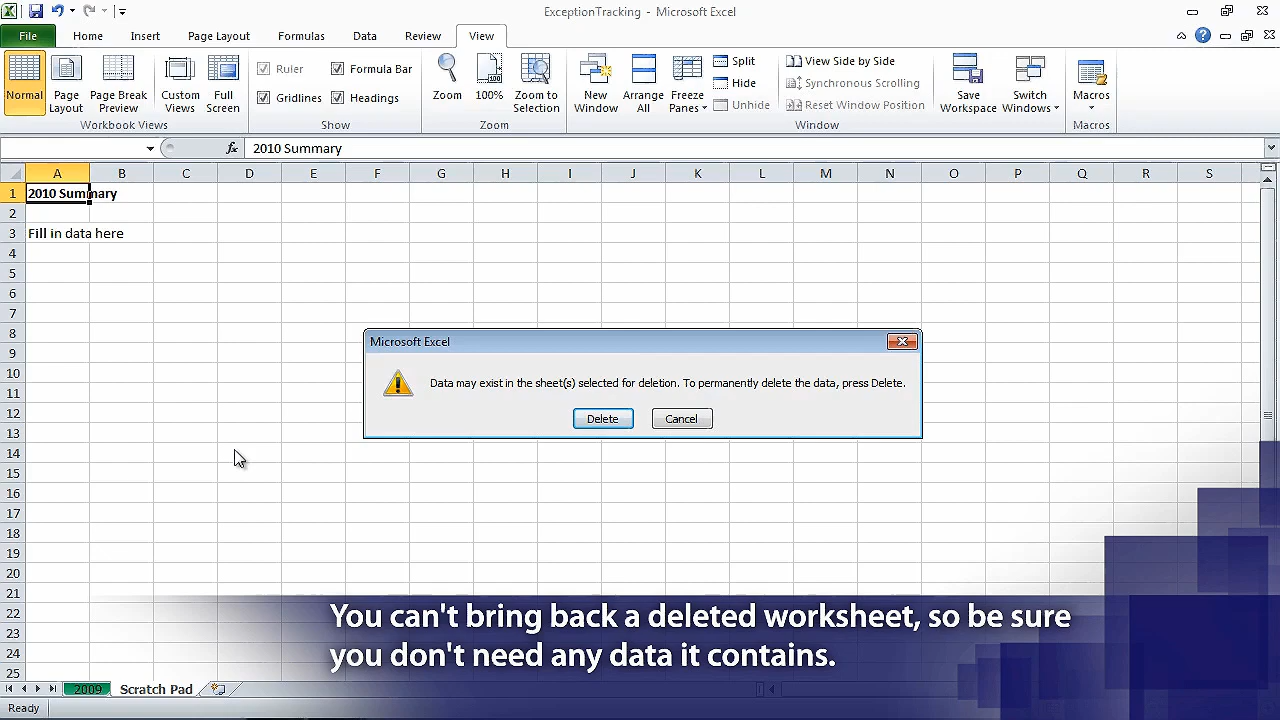 ExceptionTracking - Microsoft Excel
File Home Insert Page Layout Formulas Data Review View
Normal
Page Layout
Page Break Preview
Custom Views
Full Screen
Workbook Views
Ruler
Formula Bar
Gridlines
Headings
Show
Zoom
100%
Zoom to Selection
Zoom
New Window
Arrange All
Freeze Panes
Split
Hide
Unhide
View Side by Side
Synchronous Scrolling
Reset Window Position
Window
Save Workspace
Switch Windows
Macros
Macros
fx 2010 Summary
A B C D E F G H I J K L M N O P Q R S
1 2010 Summary
2
3 Fill in data here
4
5
6
7
8
9
10
11
12
13
14
15
16
17
18
19
20
21
22
23
24
25
Microsoft Excel
Data may exist in the sheet(s) selected for deletion. To permanently delete the data, press Delete.
Delete Cancel
You can't bring back a deleted worksheet, so be sure
you don't need any data it contains.
2009 Scratch Pad
Ready